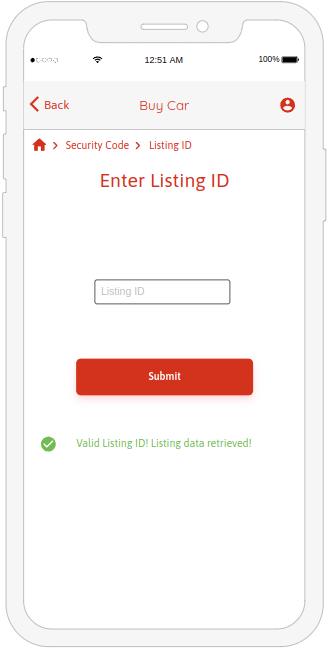 12:51 AM
100%
Back
Buy Car
Security Code
Listing ID
Enter Listing ID
Listing ID
Submit
Valid Listing ID! Listing data retrieved!